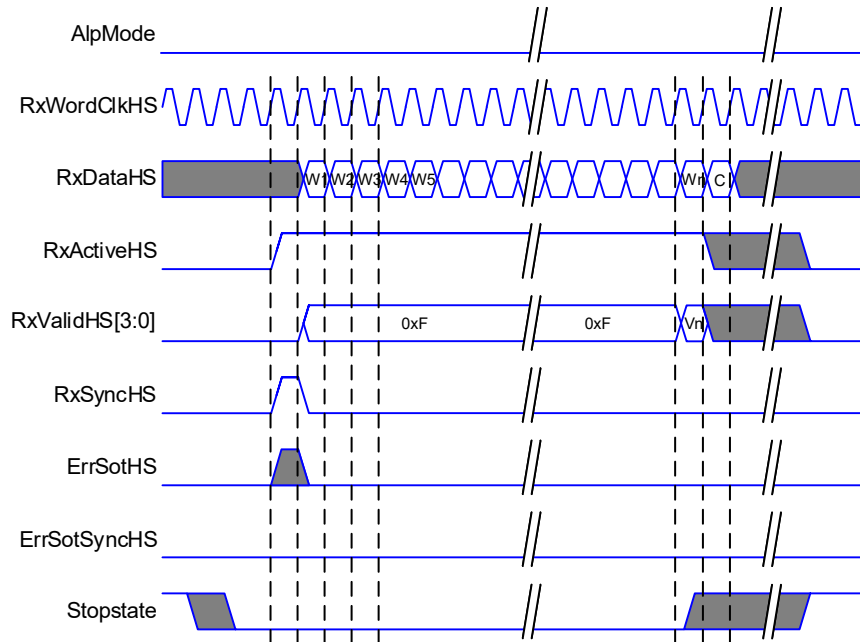 AlpMode
RxWordClkHS
RxDataHS W1 W2 W3 W4 W5 Wn C
RxActiveHS
RxValidHS[3:0] 0xF 0xF Vn
RxSyncHS
ErrSotHS
ErrSotSyncHS
Stopstate